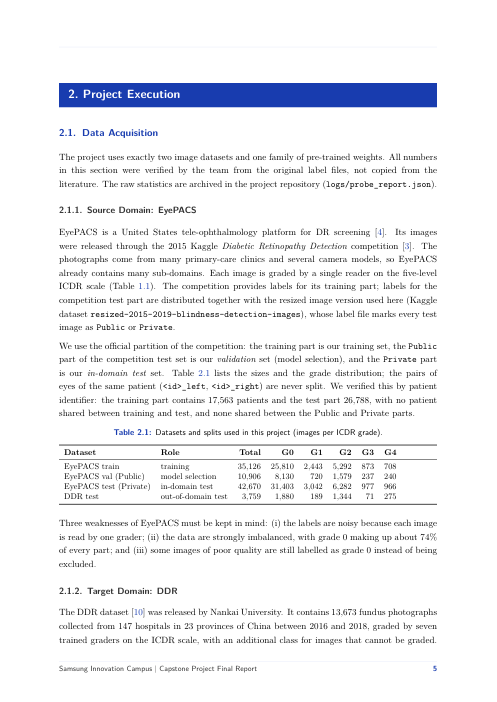 2. Project Execution
2.1. Data Acquisition
The project uses exactly two image datasets and one family of pre-trained weights. All numbers
in this section were verified by the team from the original label files, not copied from the
literature. The raw statistics are archived in the project repository (logs/probe_report.json).
2.1.1. Source Domain: EyePACS
EyePACS is a United States tele-ophthalmology platform for DR screening [4]. Its images
were released through the 2015 Kaggle Diabetic Retinopathy Detection competition [3]. The
photographs come from many primary-care clinics and several camera models, so EyePACS
already contains many sub-domains. Each image is graded by a single reader on the five-level
ICDR scale (Table 1.1). The competition provides labels for its training part; labels for the
competition test part are distributed together with the resized image version used here (Kaggle
dataset resized-2015-2019-blindness-detection-images), whose label file marks every test
image as Public or Private.
We use the official partition of the competition: the training part is our training set, the Public
part of the competition test set is our validation set (model selection), and the Private part
is our in-domain test set. Table 2.1 lists the sizes and the grade distribution; the pairs of
eyes of the same patient (<id>_left, <id>_right) are never split. We verified this by patient
identifier: the training part contains 17,563 patients and the test part 26,788, with no patient
shared between training and test, and none shared between the Public and Private parts.
Table 2.1: Datasets and splits used in this project (images per ICDR grade).
Dataset Role Total G0 G1 G2 G3 G4
EyePACS train training 35,126 25,810 2,443 5,292 873 708
EyePACS val (Public) model selection 10,906 8,130 720 1,579 237 240
EyePACS test (Private) in-domain test 42,670 31,403 3,042 6,282 977 966
DDR test out-of-domain test 3,759 1,880 189 1,344 71 275
Three weaknesses of EyePACS must be kept in mind: (i) the labels are noisy because each image
is read by one grader; (ii) the data are strongly imbalanced, with grade 0 making up about 74%
of every part; and (iii) some images of poor quality are still labelled as grade 0 instead of being
excluded.
2.1.2. Target Domain: DDR
The DDR dataset [10] was released by Nankai University. It contains 13,673 fundus photographs
collected from 147 hospitals in 23 provinces of China between 2016 and 2018, graded by seven
trained graders on the ICDR scale, with an additional class for images that cannot be graded.
Samsung Innovation Campus | Capstone Project Final Report 5